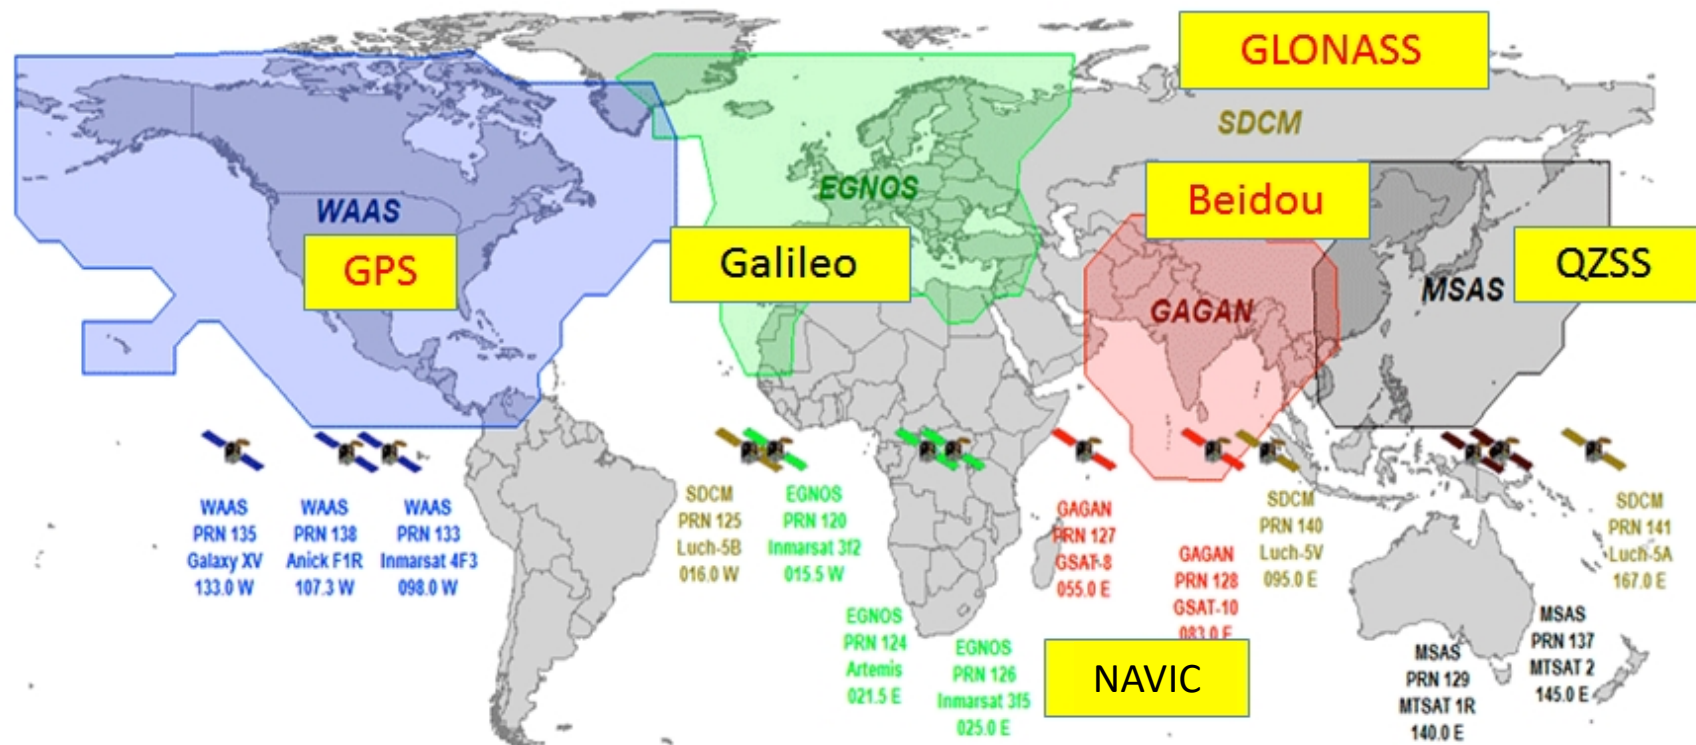 GLONASS
SDCM
EGNOS
Beidou
WAAS
GPS
Galileo
QZSS
MSAS
GAGAN
WAAS
PRN 135
Galaxy XV
133.0 W
WAAS
PRN 138
Anick F1R
107.3 W
WAAS
PRN 133
Inmarsat 4F3
098.0 W
SDCM
PRN 125
Luch-5B
016.0 W
EGNOS
PRN 120
Inmarsat 3f2
015.5 W
EGNOS
PRN 124
Artemis
021.5 E
EGNOS
PRN 126
Inmarsat 3f5
025.0 E
GAGAN
PRN 127
GSAT-8
055.0 E
GAGAN
PRN 128
GSAT-10
083.0 E
SDCM
PRN 140
Luch-5V
095.0 E
NAVIC
MSAS
PRN 129
MTSAT 1R
140.0 E
MSAS
PRN 137
MTSAT 2
145.0 E
SDCM
PRN 141
Luch-5A
167.0 E